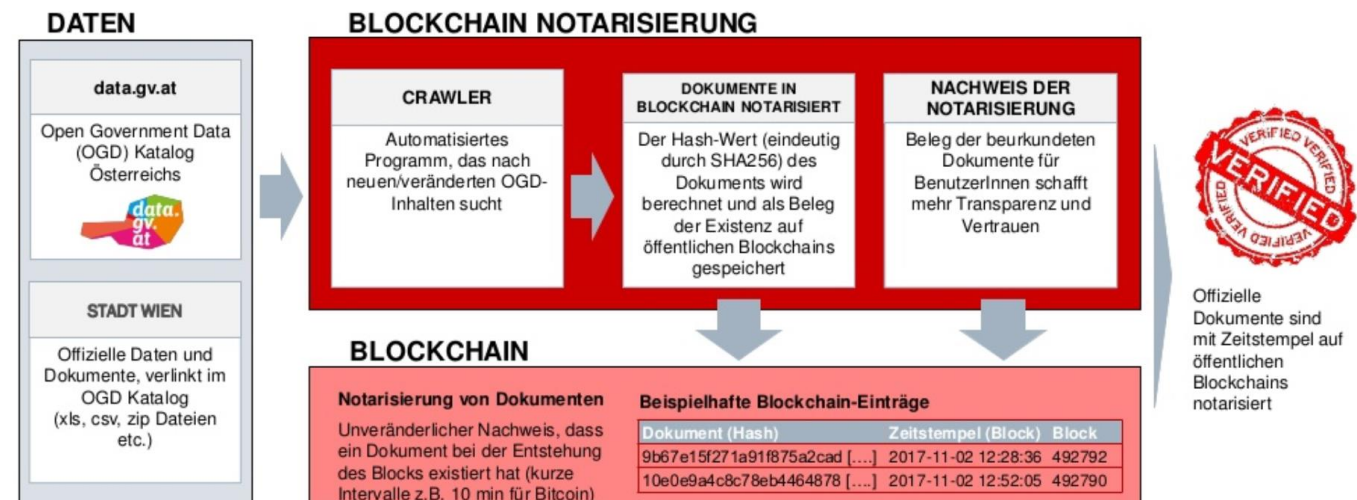 DATEN
data.gv.at
Open Government Data
(OGD) Katalog
Österreichs
data.
gv.
at
STADT WIEN
Offizielle Daten und
Dokumente, verlinkt im
OGD Katalog
(xls, csv, zip Dateien
etc.)
BLOCKCHAIN NOTARISIERUNG
CRAWLER
Automatisiertes
Programm, das nach
neuen/veränderten OGD-
Inhalten sucht
DOKUMENTE IN
BLOCKCHAIN NOTARISIERT
Der Hash-Wert (eindeutig
durch SHA256) des
Dokuments wird
berechnet und als Beleg
der Existenz auf
öffentlichen Blockchains
gespeichert
NACHWEIS DER
NOTARISIERUNG
Beleg der beurkundeten
Dokumente für
BenutzerInnen schafft
mehr Transparenz und
Vertrauen
BLOCKCHAIN
Notarisierung von Dokumenten
Unveränderlicher Nachweis, dass
ein Dokument bei der Entstehung
des Blocks existiert hat (kurze
Intervalle z.B. 10 min für Bitcoin)
Beispielhafte Blockchain-Einträge
Dokument (Hash) Zeitstempel (Block) Block
9b67e15f271a91f875a2cad [....] 2017-11-02 12:28:36 492792
10e0e9a4c8c78eb4464878 [....] 2017-11-02 12:52:05 492790
VERIFIED VERIFIED
VERIFIED
VERIFIED VERIFIED VERIFIED
Offizielle
Dokumente sind
mit Zeitstempel auf
öffentlichen
Blockchains
notarisiert